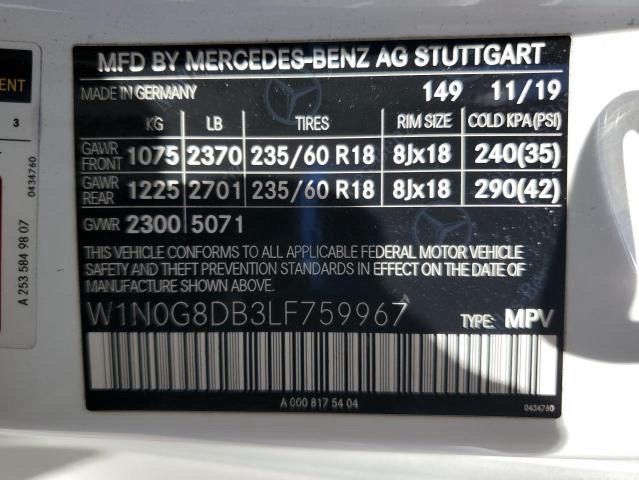 MFD BY MERCEDES-BENZ AG STUTTGART
MADE IN GERMANY 149 11/19
KG LB TIRES RIM SIZE COLD KPA(PSI)
GAWR FRONT 1075 2370 235/60 R18 8Jx18 240(35)
GAWR REAR 1225 2701 235/60 R18 8Jx18 290(42)
GVWR 2300 5071
THIS VEHICLE CONFORMS TO ALL APPLICABLE FEDERAL MOTOR VEHICLE
SAFETY AND THEFT PREVENTION STANDARDS IN EFFECT ON THE DATE OF
MANUFACTURE SHOWN ABOVE
W1N0G8DB3LF759967
TYPE: MPV
A 000 817 54 04
0434760
3
0434760
A 253 584 98 07